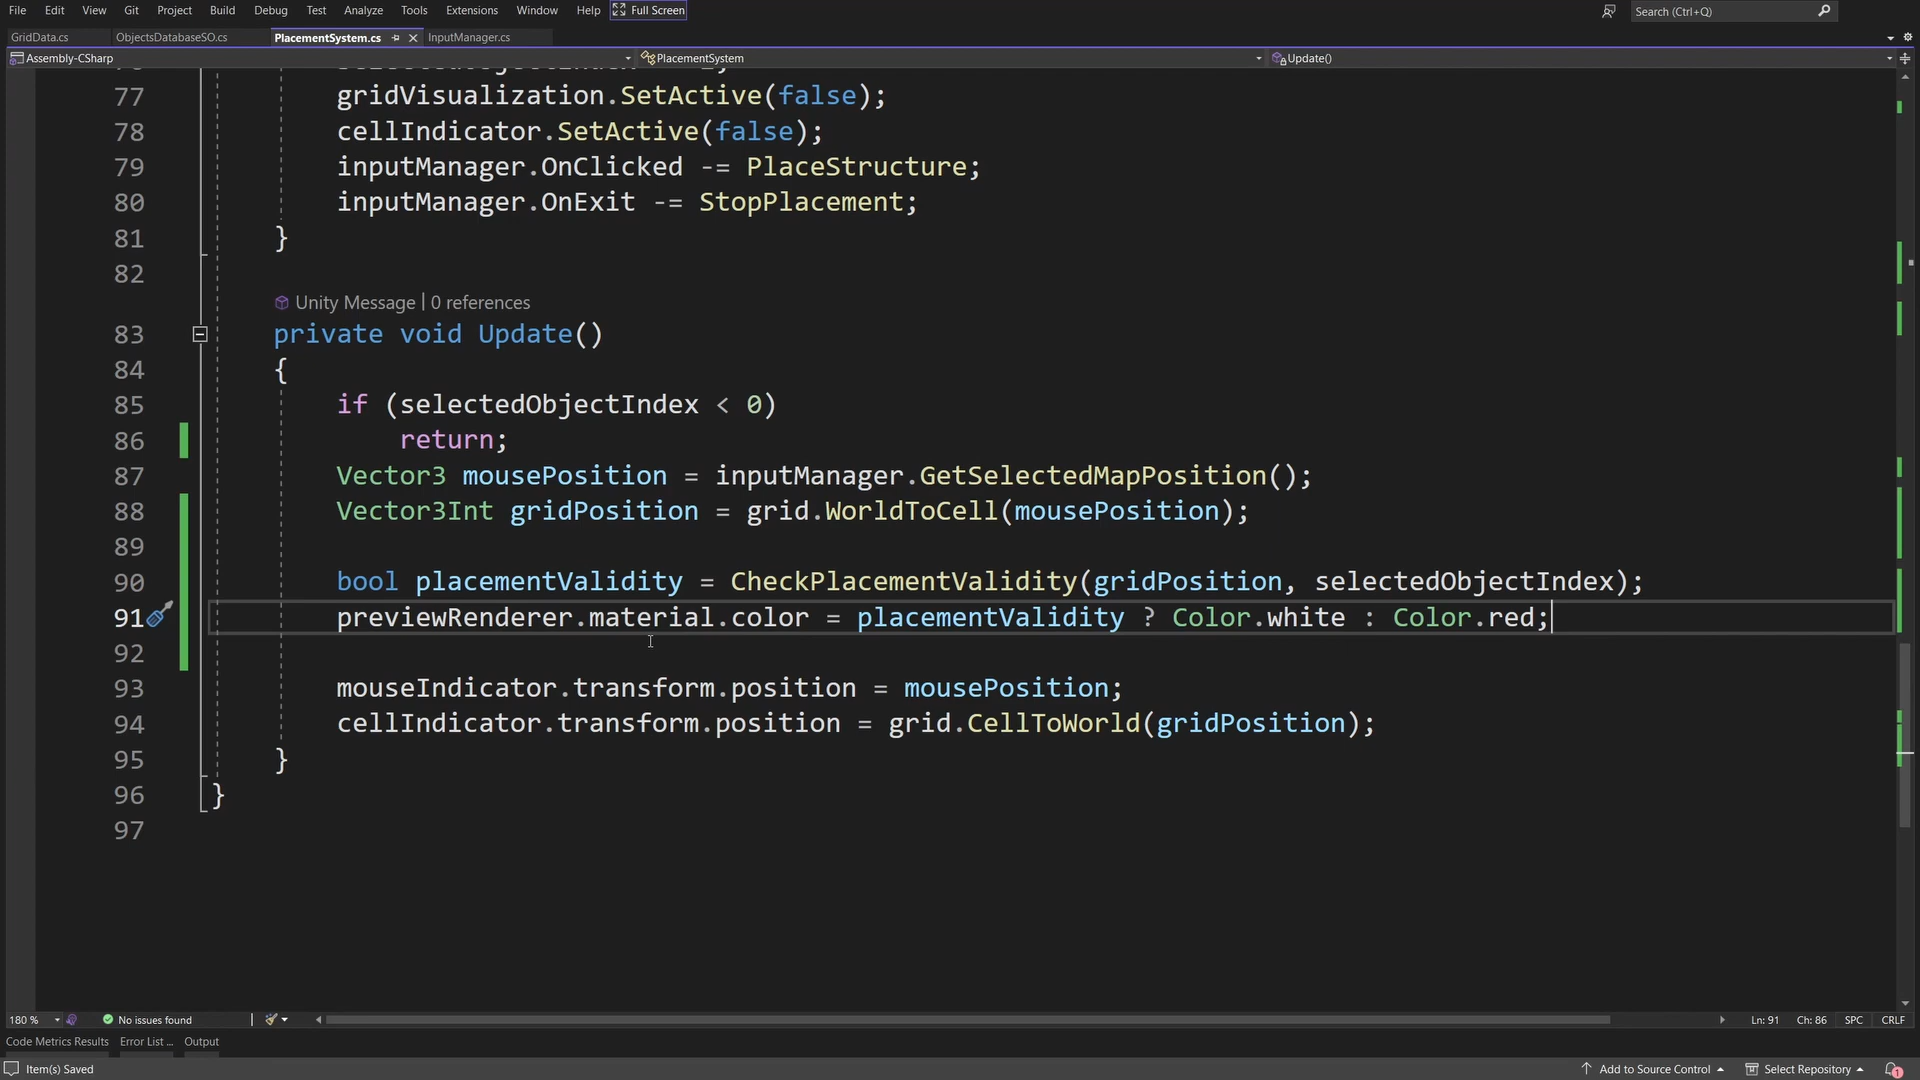 File Edit View Git Project Build Debug Test Analyze Tools Extensions Window Help Full Screen Search (Ctrl+Q)
GridData.cs ObjectsDatabaseSO.cs PlacementSystem.cs InputManager.cs
Assembly-CSharp PlacementSystem Update()
77 gridVisualization.SetActive(false);
78 cellIndicator.SetActive(false);
79 inputManager.OnClicked -= PlaceStructure;
80 inputManager.OnExit -= StopPlacement;
81 }
82
Unity Message | 0 references
83 private void Update()
84 {
85 if (selectedObjectIndex < 0)
86 return;
87 Vector3 mousePosition = inputManager.GetSelectedMapPosition();
88 Vector3Int gridPosition = grid.WorldToCell(mousePosition);
89
90 bool placementValidity = CheckPlacementValidity(gridPosition, selectedObjectIndex);
91 previewRenderer.material.color = placementValidity ? Color.white : Color.red;
92
93 mouseIndicator.transform.position = mousePosition;
94 cellIndicator.transform.position = grid.CellToWorld(gridPosition);
95 }
96 }
97
180 % No issues found Ln: 91 Ch: 86 SPC CRLF
Code Metrics Results Error List ... Output
Item(s) Saved Add to Source Control Select Repository 1